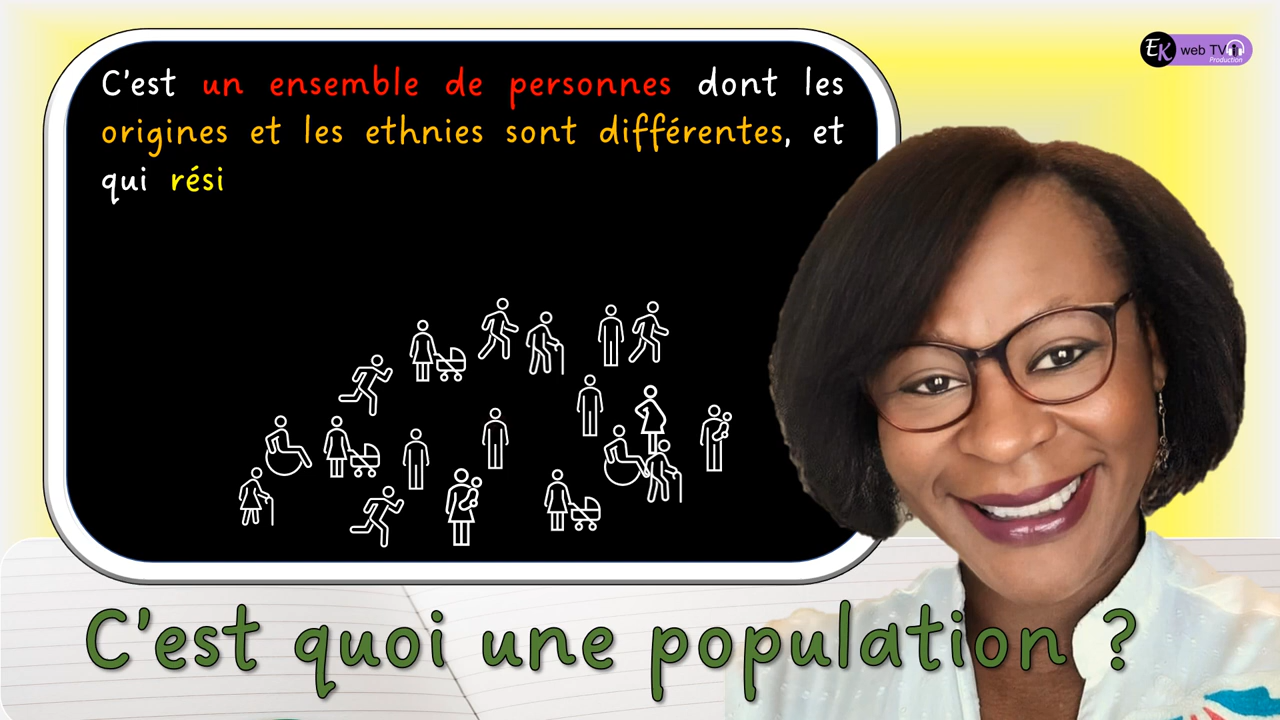 C'est un ensemble de personnes dont les
origines et les ethnies sont différentes, et
qui rési
EK web TV
Production
C'est quoi une population ?